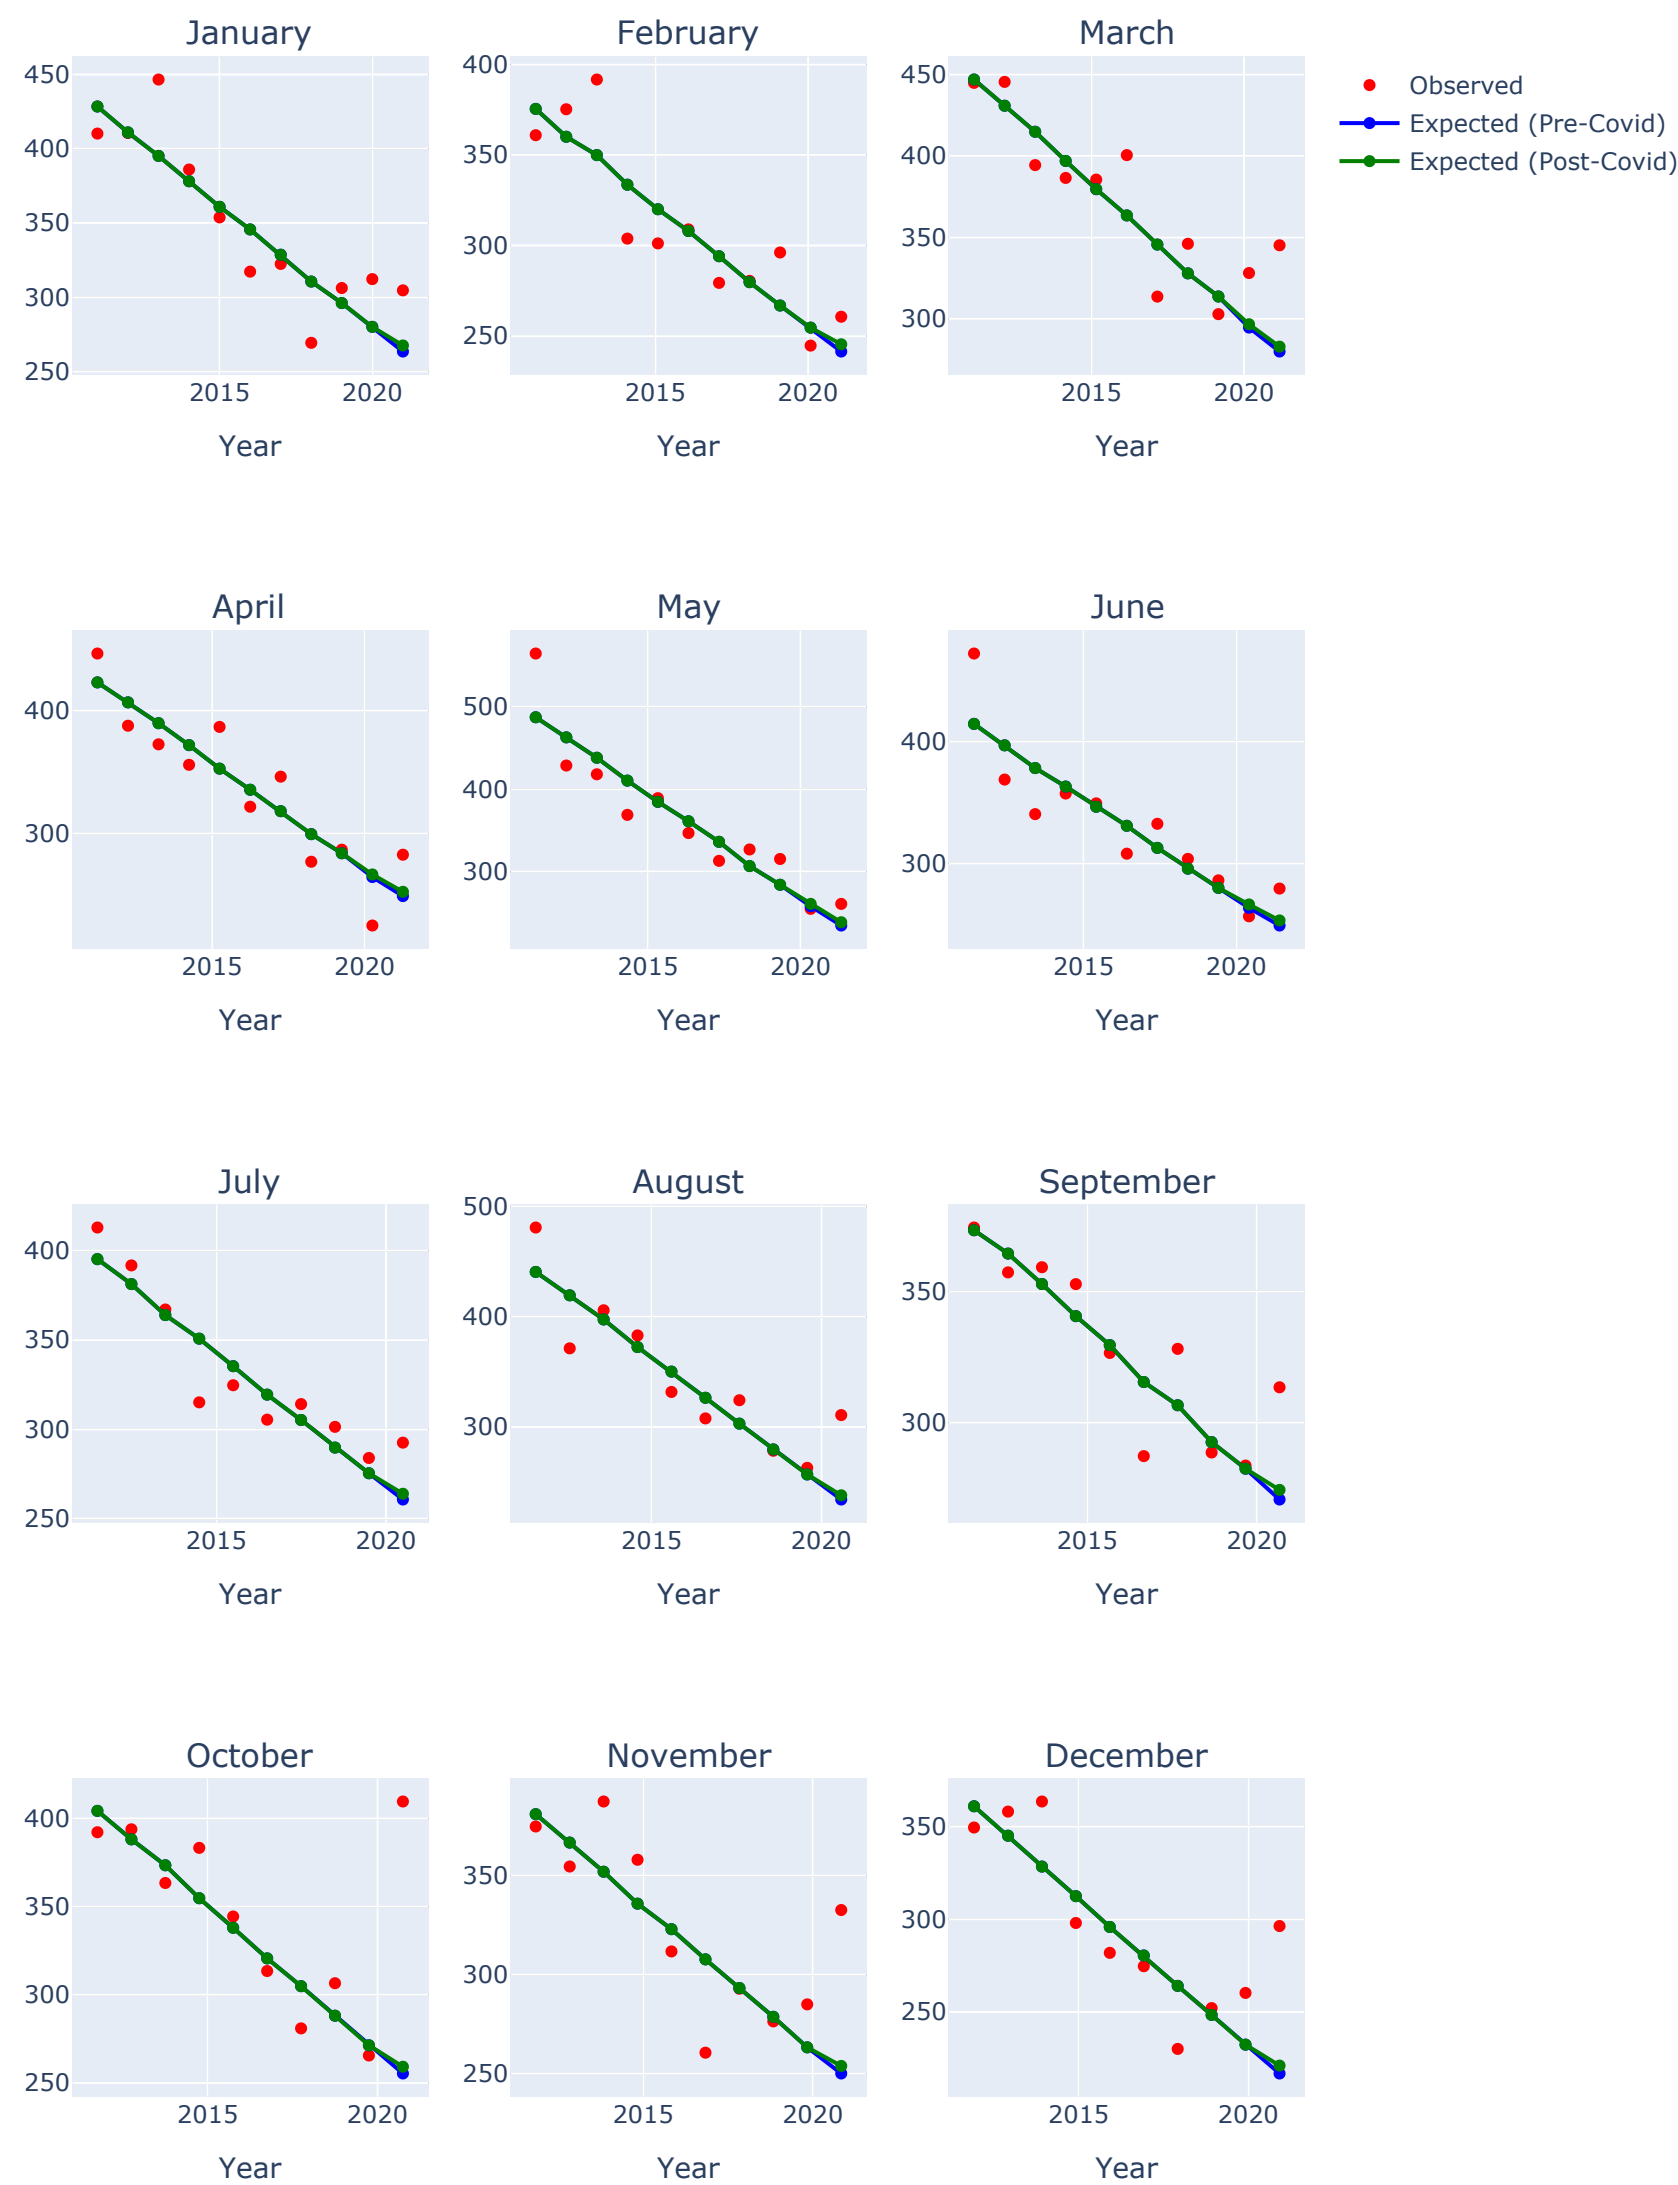 January
February
March
450
400
350
300
250
2015
2020
Year
400
350
300
250
2015
2020
Year
450
400
350
300
2015
2020
Year
Observed
Expected (Pre-Covid)
Expected (Post-Covid)
April
May
June
400
300
2015
2020
Year
500
400
300
2015
2020
Year
400
300
2015
2020
Year
July
August
September
400
350
300
250
2015
2020
Year
500
400
300
2015
2020
Year
350
300
2015
2020
Year
October
November
December
400
350
300
250
2015
2020
Year
350
300
250
2015
2020
Year
350
300
250
2015
2020
Year